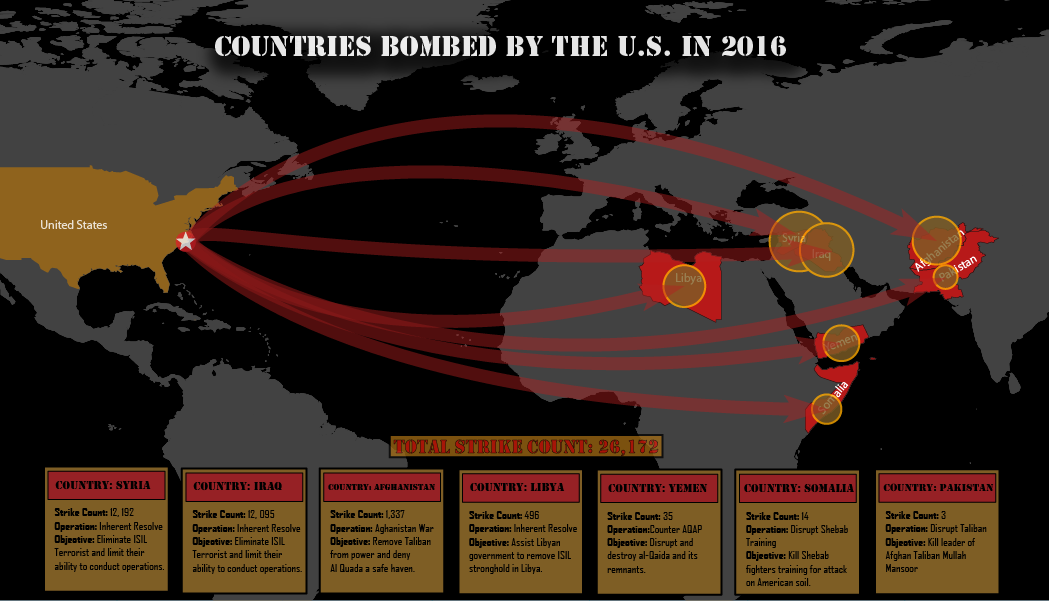 COUNTRIES BOMBED BY THE U.S. IN 2016
United States
Syria
Iraq
Libya
Afghanistan
Pakistan
Yemen
Somalia
TOTAL STRIKE COUNT: 26,172
COUNTRY: SYRIA
Strike Count: 12, 192
Operation: Inherent Resolve
Objective: Eliminate ISIL
Terrorist and limit their
ability to conduct operations.
COUNTRY: IRAQ
Strike Count: 12, 095
Operation: Inherent Resolve
Objective: Eliminate ISIL
Terrorist and limit their
ability to conduct operations.
COUNTRY: AFGHANISTAN
Strike Count: 1,337
Operation: Aghanistan War
Objective: Remove Taliban
from power and deny
Al Quada a safe haven.
COUNTRY: LIBYA
Strike Count: 496
Operation: Inherent Resolve
Objective: Assist Libyan
government to remove ISIL
stronghold in Libya.
COUNTRY: YEMEN
Strike Count: 35
Operation:Counter AQAP
Objective: Disrupt and
destroy al-Qaida and its
remnants.
COUNTRY: SOMALIA
Strike Count: 14
Operation: Disrupt Shebab
Training
Objective: Kill Shebab
fighters training for attack
on American soil.
COUNTRY: PAKISTAN
Strike Count: 3
Operation: Disrupt Taliban
Objective: Kill leader of
Afghan Taliban Mullah
Mansoor